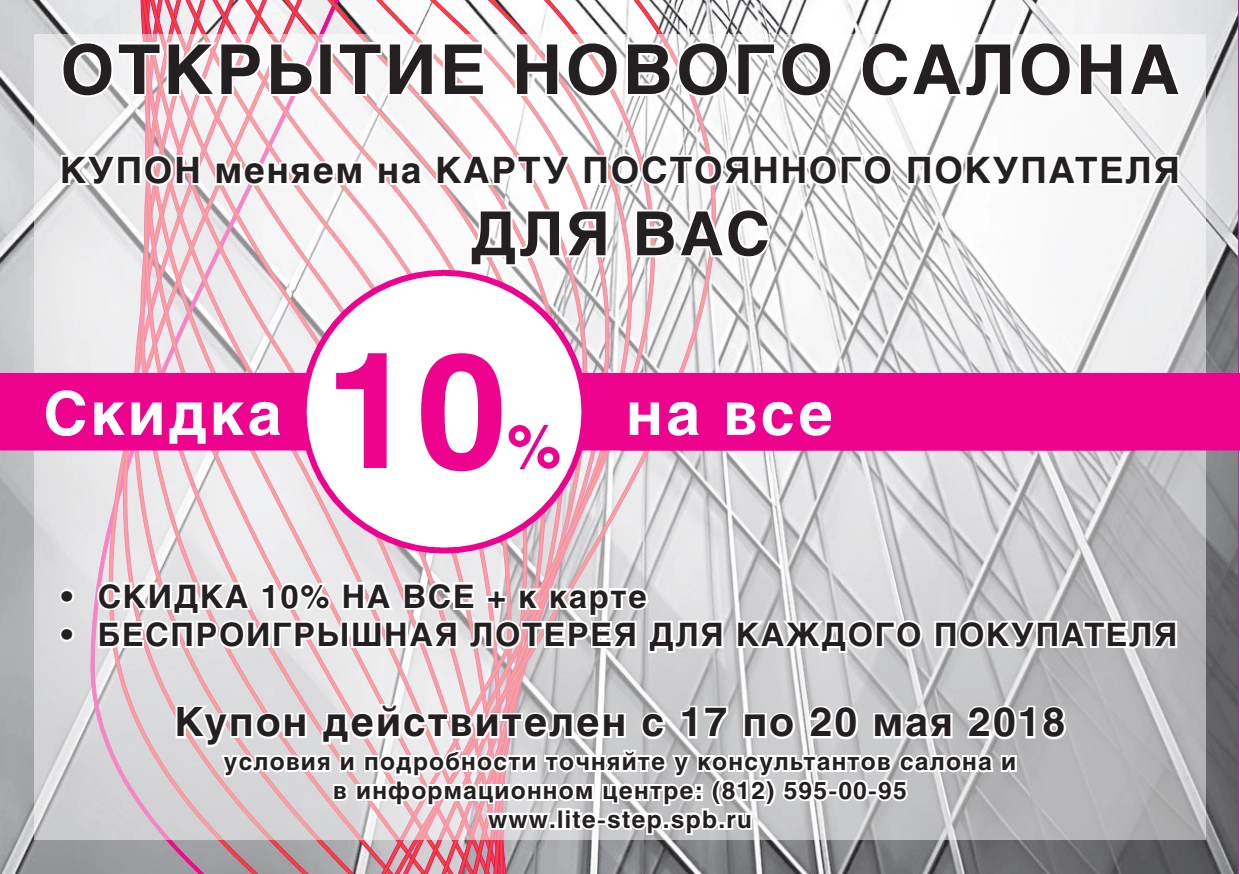 ОТКРЫТИЕ НОВОГО САЛОНА
КУПОН меняем на КАРТУ ПОСТОЯННОГО ПОКУПАТЕЛЯ
ДЛЯ ВАС
Скидка 10% на все
• СКИДКА 10% НА ВСЕ + к карте
• БЕСПРОИГРЫШНАЯ ЛОТЕРЕЯ ДЛЯ КАЖДОГО ПОКУПАТЕЛЯ
Купон действителен с 17 по 20 мая 2018
условия и подробности точняйте у консультантов салона и
в информационном центре: (812) 595-00-95
www.lite-step.spb.ru